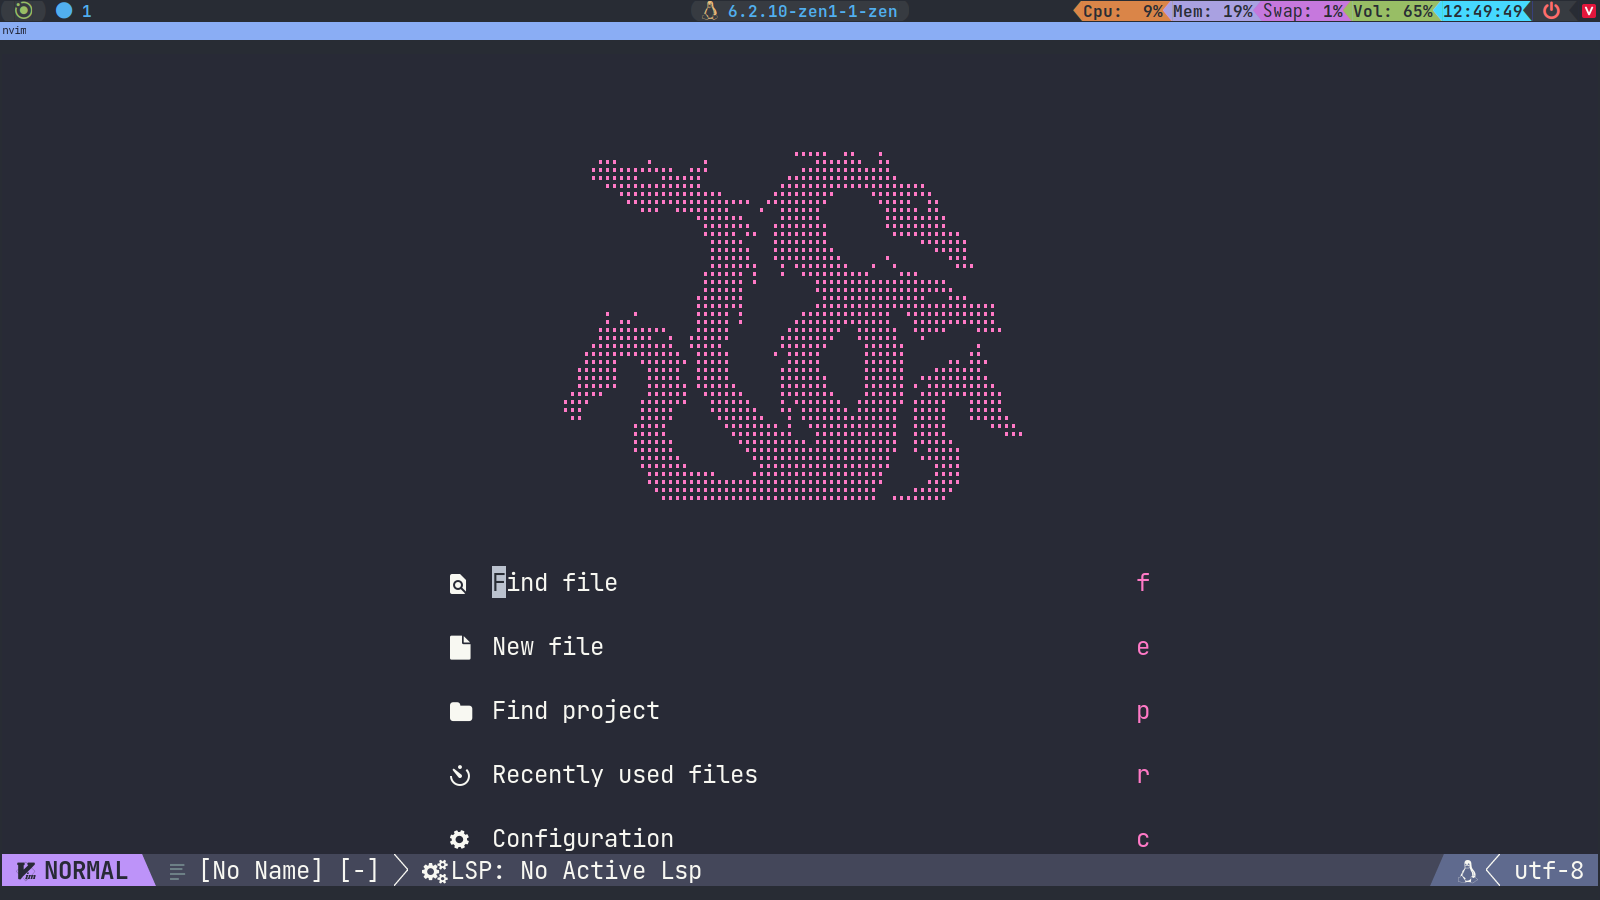 1
6.2.10-zen1-1-zen
Cpu: 9% Mem: 19% Swap: 1% Vol: 65% 12:49:49
nvim
Find file f
New file e
Find project p
Recently used files r
Configuration c
NORMAL [No Name] [-] LSP: No Active Lsp utf-8